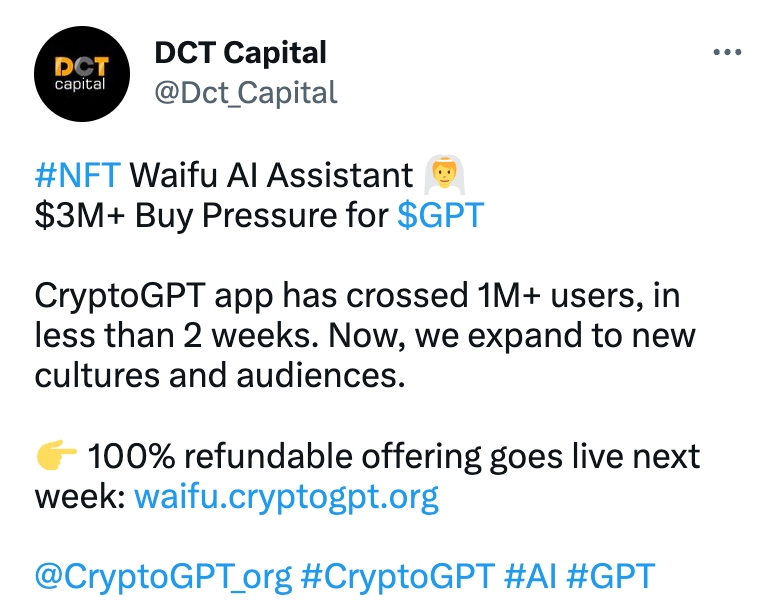 DCT
capital
DCT Capital
@Dct_Capital
#NFT Waifu AI Assistant 👰
$3M+ Buy Pressure for $GPT
CryptoGPT app has crossed 1M+ users, in
less than 2 weeks. Now, we expand to new
cultures and audiences.
👉 100% refundable offering goes live next
week: waifu.cryptogpt.org
@CryptoGPT_org #CryptoGPT #AI #GPT